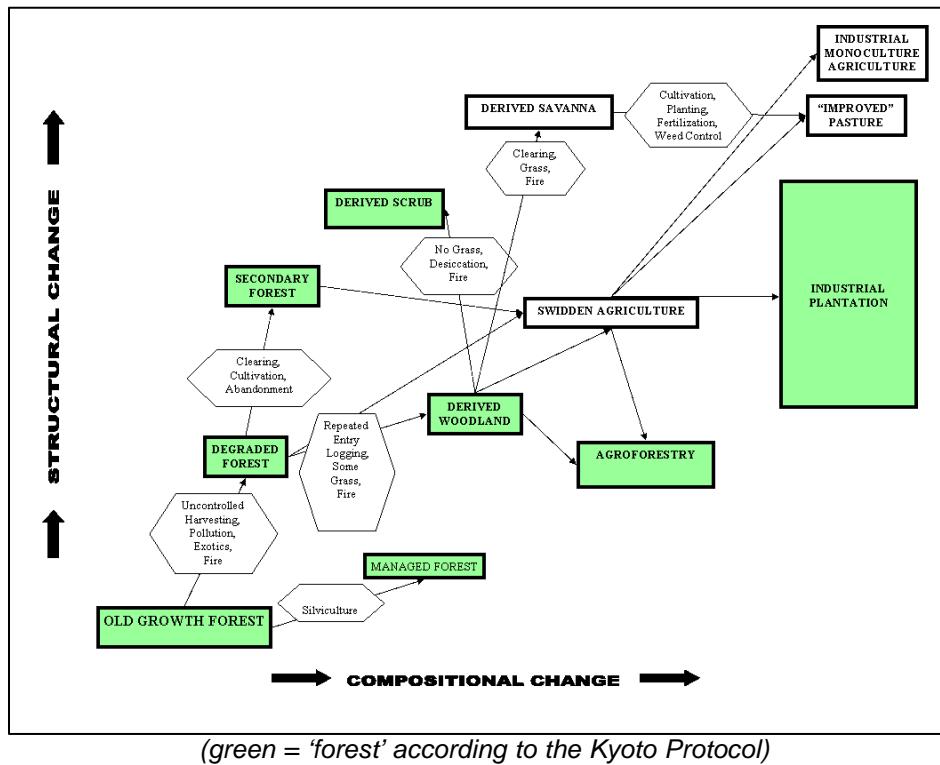 INDUSTRIAL
MONOCULTURE
AGRICULTURE
DERIVED SAVANNA
Cultivation,
Planting,
Fertilization,
Weed Control
“IMPROVED”
PASTURE
Clearing,
Grass,
Fire
DERIVED SCRUB
No Grass,
Desiccation,
Fire
SECONDARY
FOREST
INDUSTRIAL
PLANTATION
SWIDDEN AGRICULTURE
STRUCTURAL CHANGE
Clearing,
Cultivation,
Abandonment
DERIVED
WOODLAND
DEGRADED
FOREST
Repeated
Entry
Logging,
Some
Grass,
Fire
AGROFORESTRY
Uncontrolled
Harvesting,
Pollution,
Exotics,
Fire
MANAGED FOREST
Silviculture
OLD GROWTH FOREST
COMPOSITIONAL CHANGE
(green = ‘forest’ according to the Kyoto Protocol)